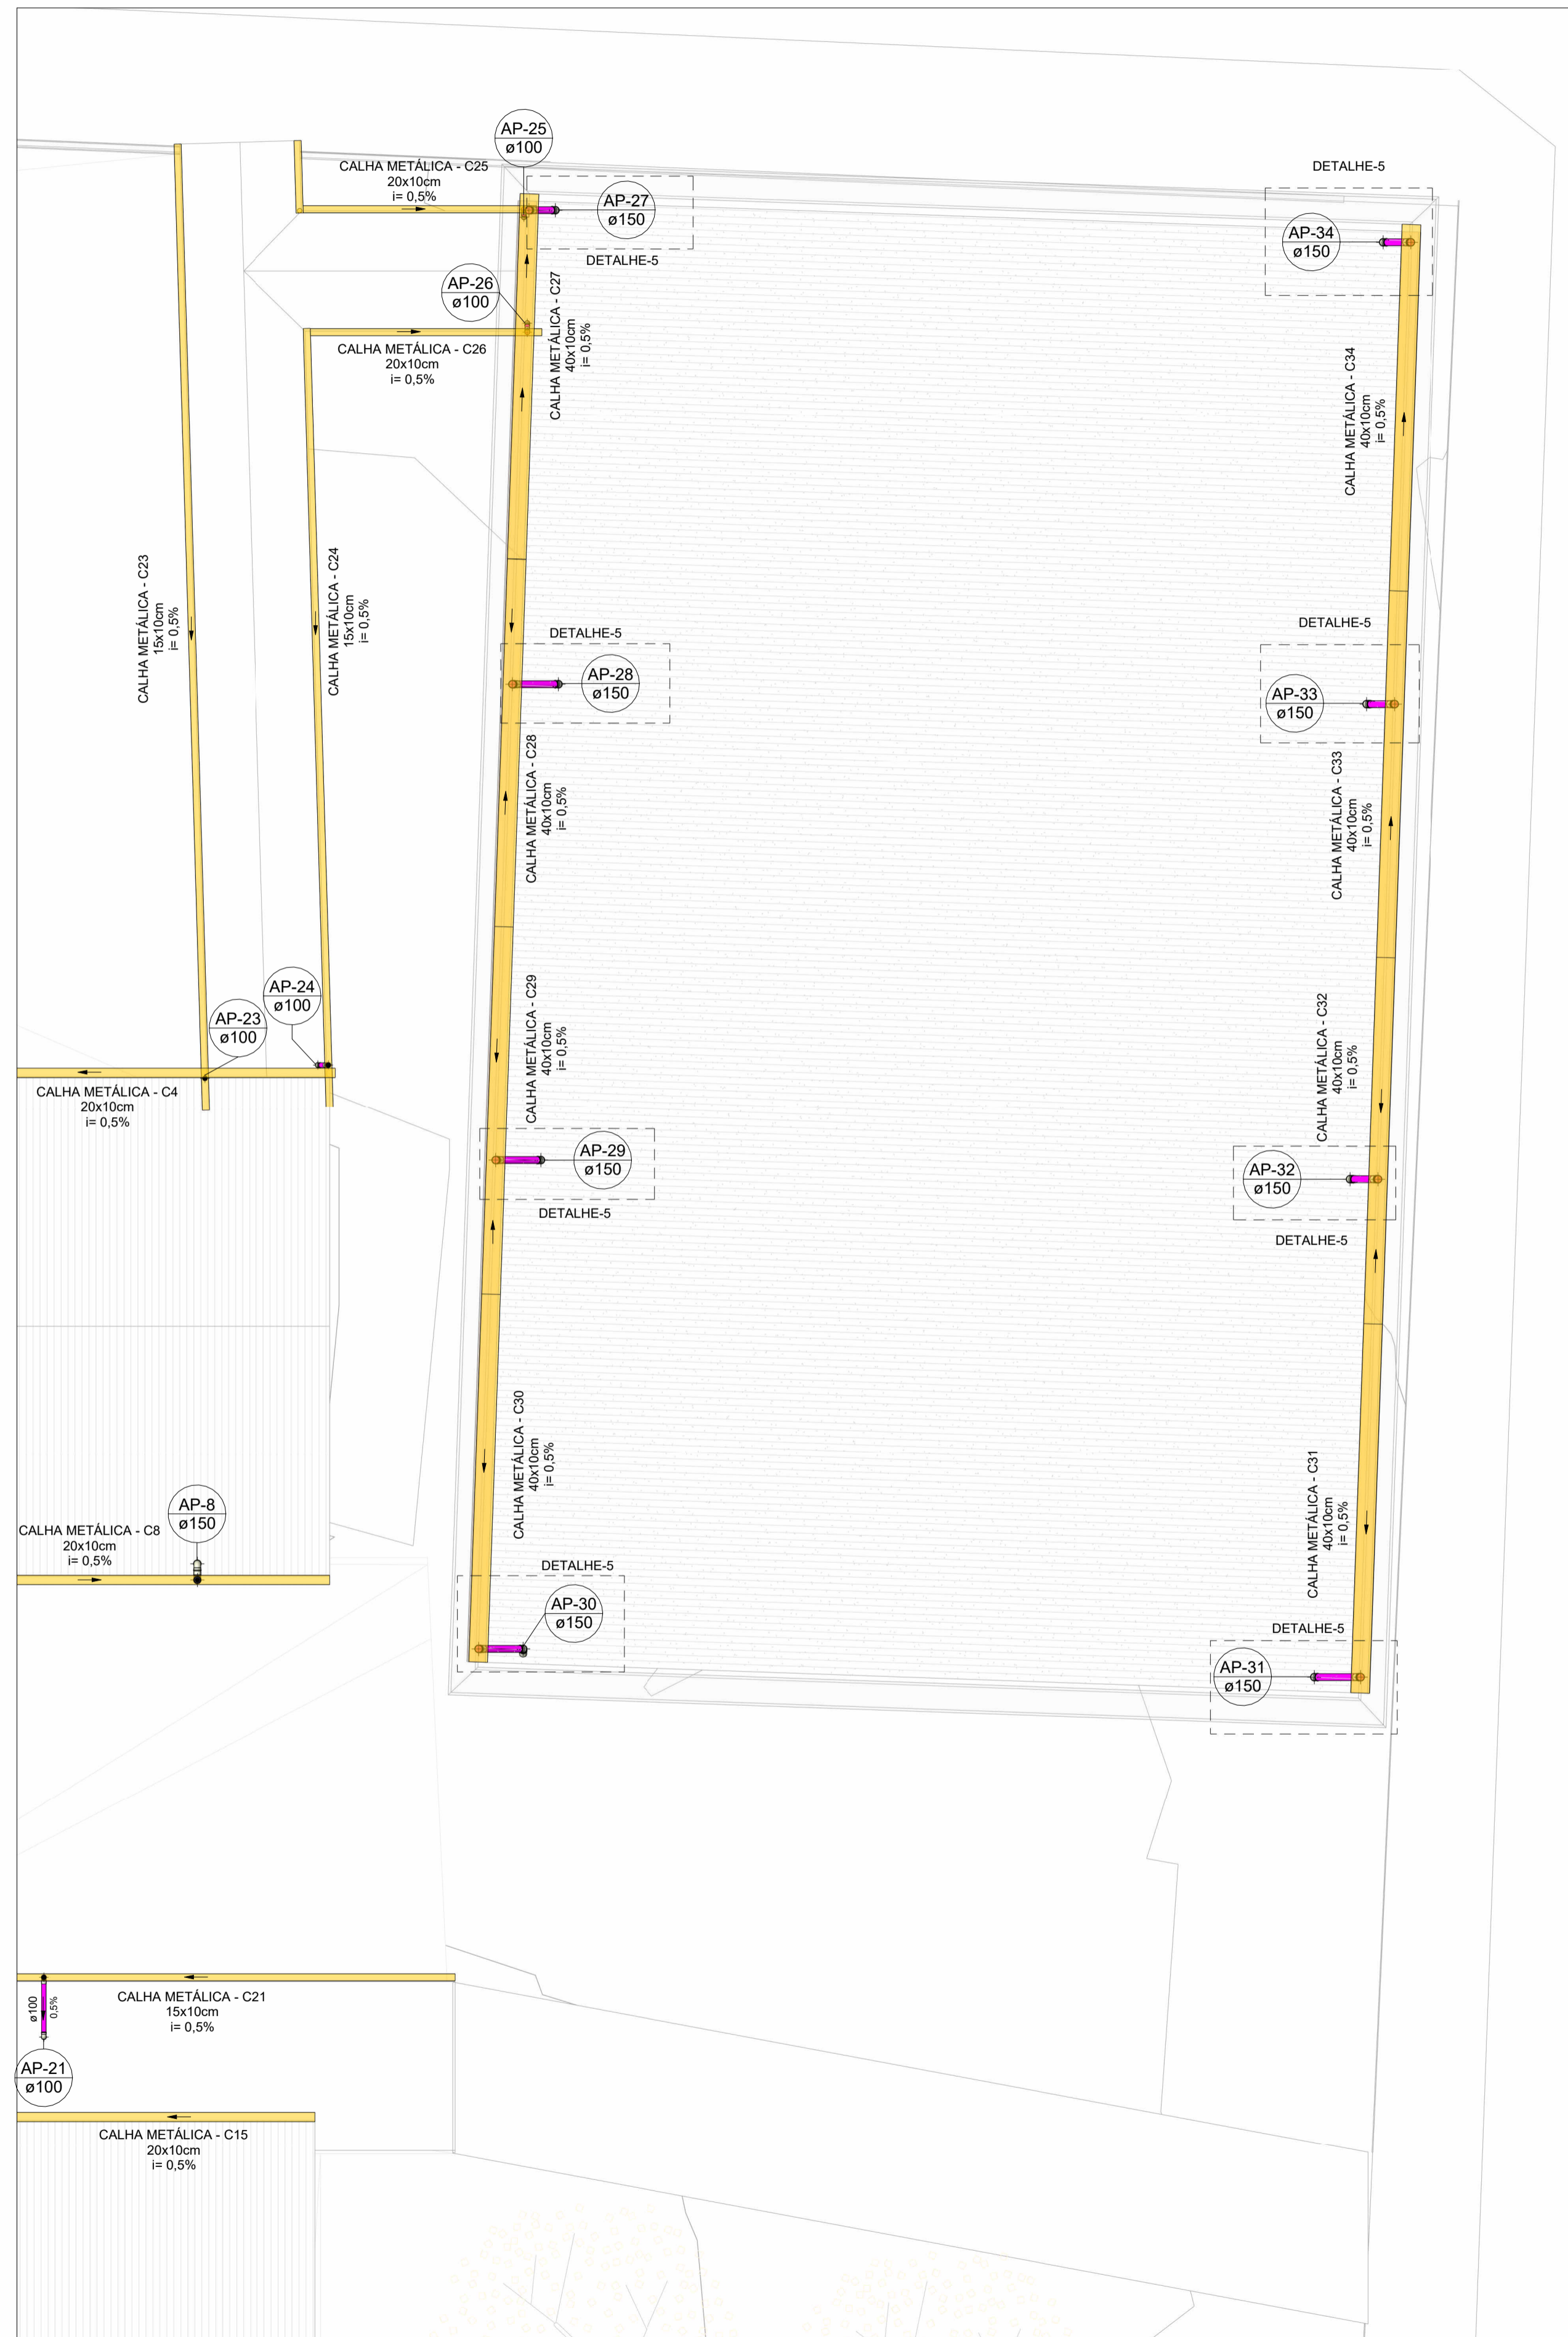 AP-25
ø100
CALHA METÁLICA - C25
20x10cm
i= 0,5%
AP-27
ø150
DETALHE-5
DETALHE-5
AP-34
ø150
AP-26
ø100
CALHA METÁLICA - C26
20x10cm
i= 0,5%
CALHA METÁLICA - C27
40x10cm
i= 0,5%
CALHA METÁLICA - C34
40x10cm
i= 0,5%
CALHA METÁLICA - C23
15x10cm
i= 0,5%
CALHA METÁLICA - C24
15x10cm
i= 0,5%
DETALHE-5
AP-28
ø150
DETALHE-5
AP-33
ø150
CALHA METÁLICA - C28
40x10cm
i= 0,5%
CALHA METÁLICA - C33
40x10cm
i= 0,5%
AP-24
ø100
AP-23
ø100
CALHA METÁLICA - C4
20x10cm
i= 0,5%
CALHA METÁLICA - C29
40x10cm
i= 0,5%
CALHA METÁLICA - C32
40x10cm
i= 0,5%
AP-29
ø150
DETALHE-5
AP-32
ø150
DETALHE-5
CALHA METÁLICA - C30
40x10cm
i= 0,5%
CALHA METÁLICA - C31
40x10cm
i= 0,5%
AP-8
ø150
CALHA METÁLICA - C8
20x10cm
i= 0,5%
DETALHE-5
AP-30
ø150
DETALHE-5
AP-31
ø150
CALHA METÁLICA - C21
15x10cm
i= 0,5%
ø100
0,5%
AP-21
ø100
CALHA METÁLICA - C15
20x10cm
i= 0,5%